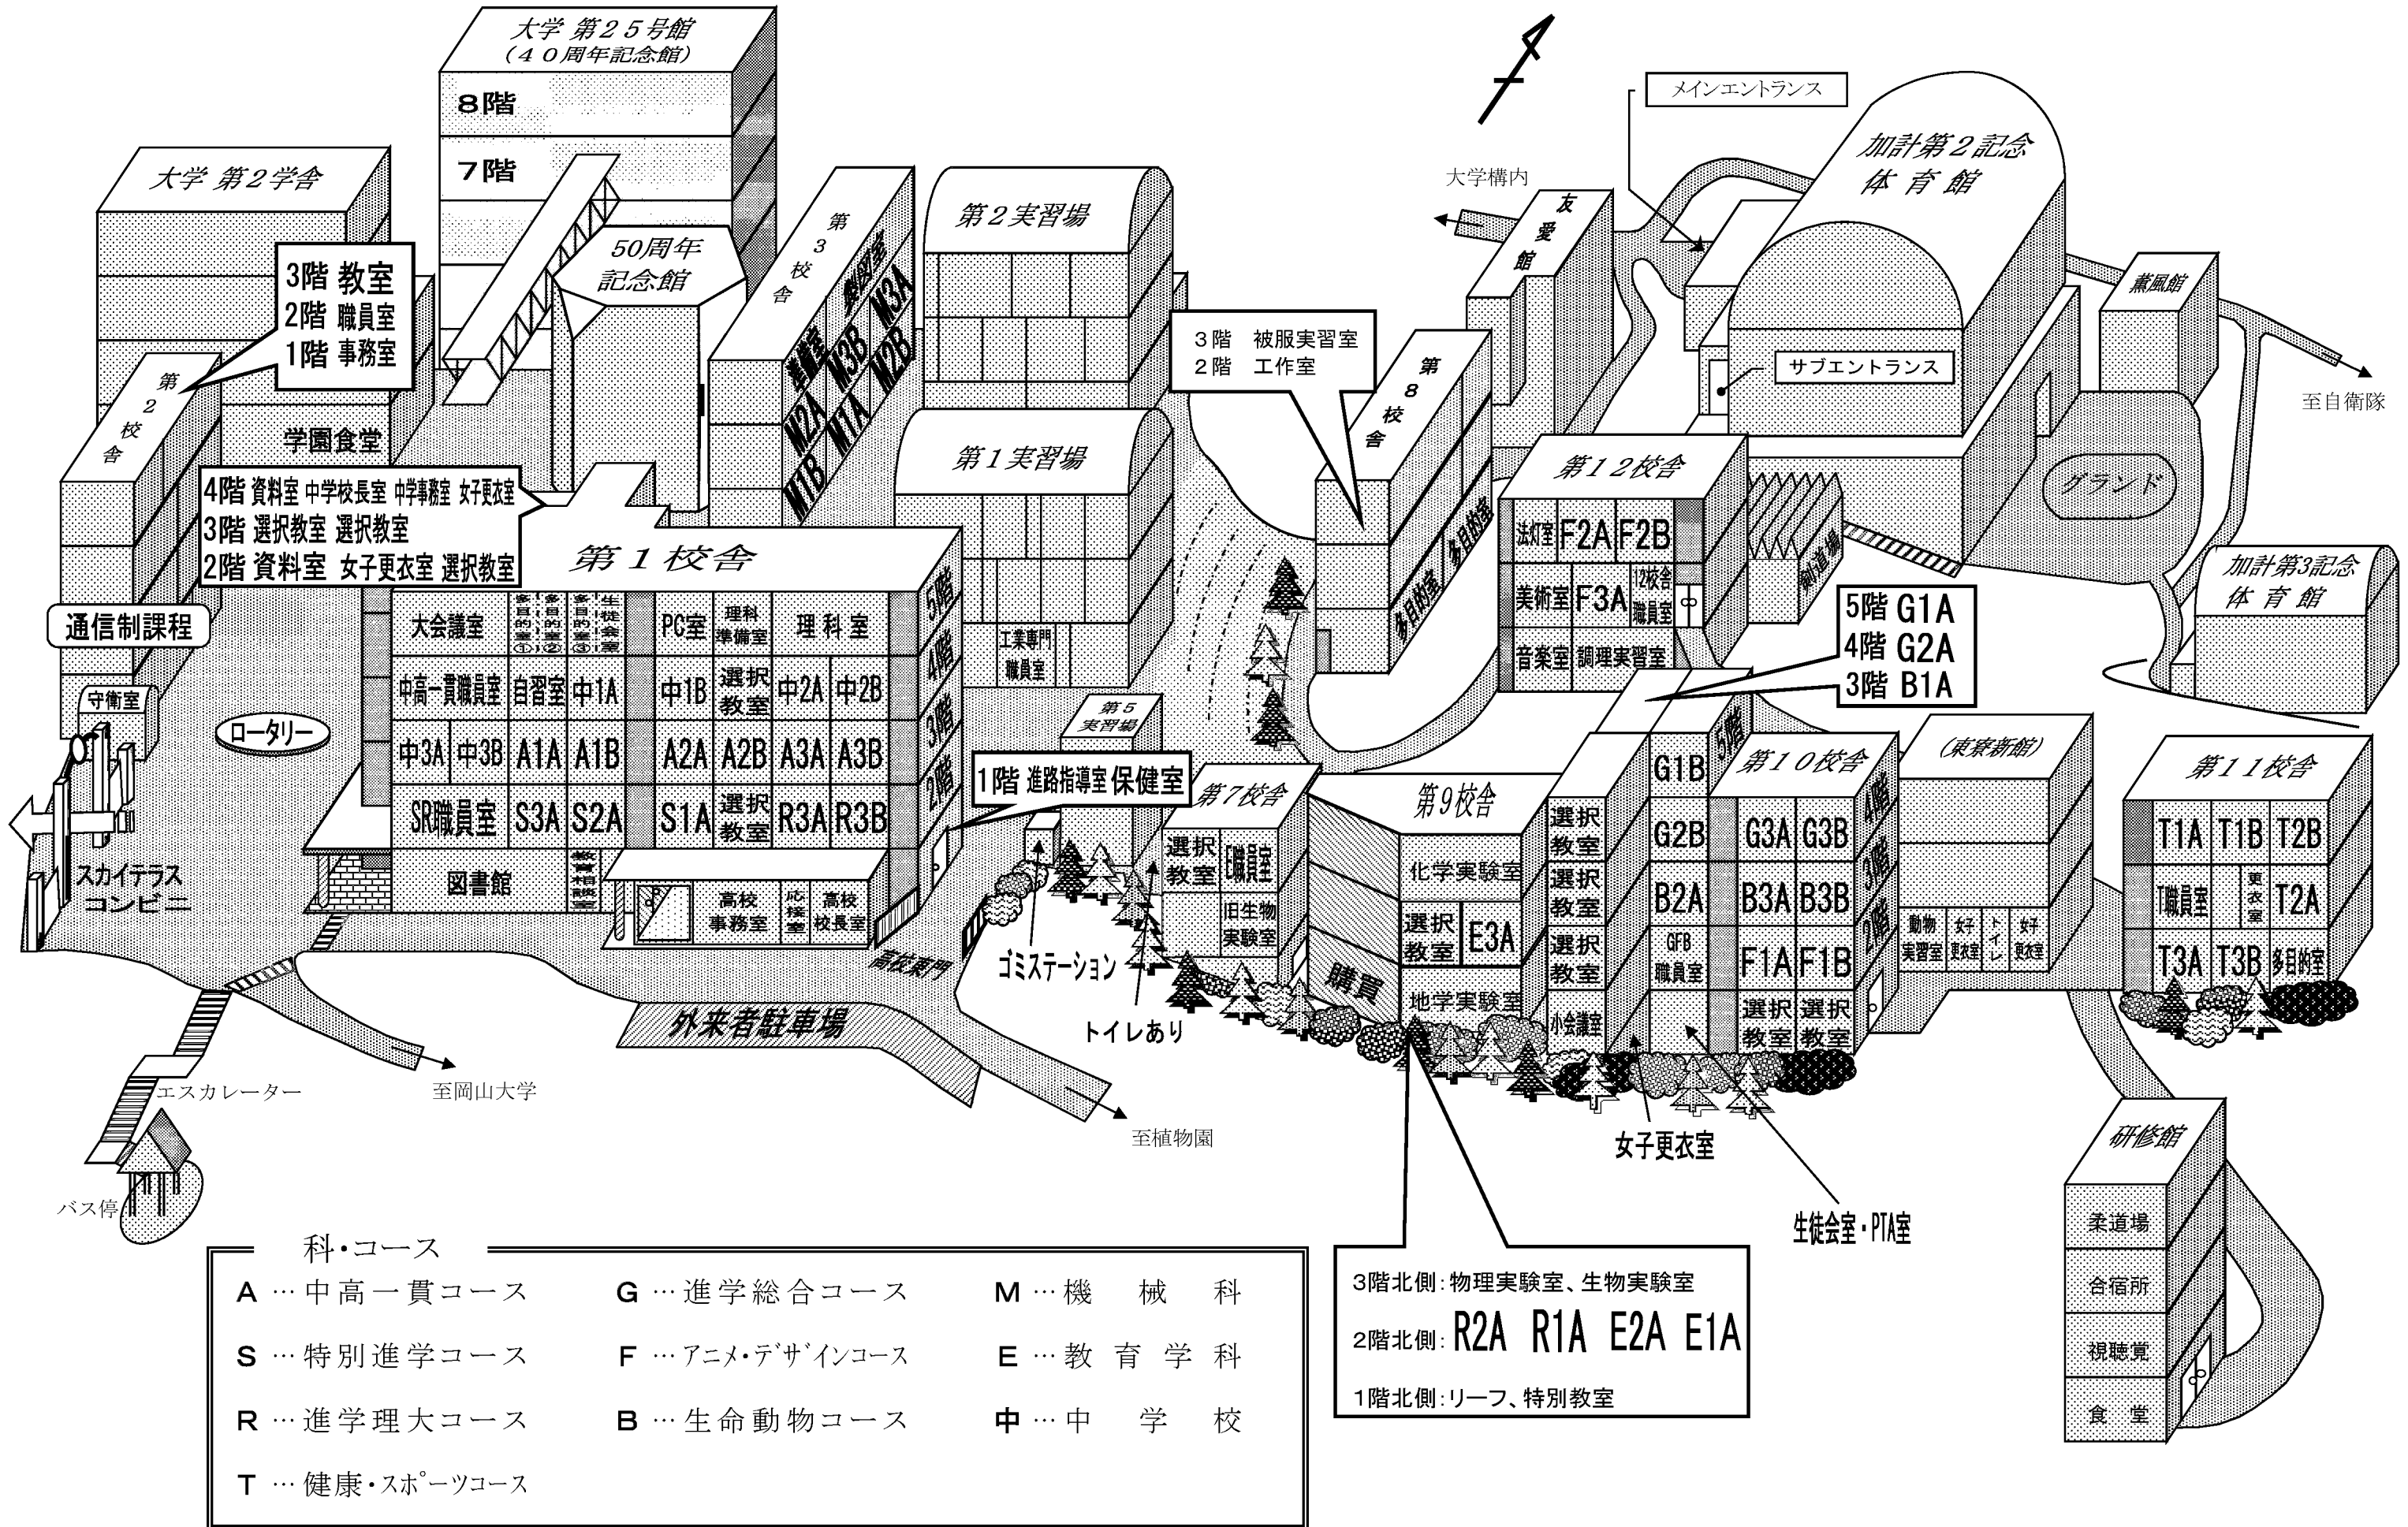 大学 第２５号館
(４０周年記念館)
8階
7階
大学 第２学舎
50周年
記念館
第3校舎
製図室
M3A
準備室
M3B
M2B
M2A
M1A
M1B
第２実習場
第１実習場
工業専門
職員室
3階 教室
2階 職員室
1階 事務室
第2校舎
学園食堂
4階 資料室 中学校長室 中学事務室 女子更衣室
3階 選択教室 選択教室
2階 資料室 女子更衣室 選択教室
通信制課程
守衛室
ロータリー
スカイテラス
コンビニ
第１校舎
5階
4階
3階
2階
大会議室
多目的室①
多目的室②
多目的室③
生徒会室
PC室
理科
準備室
理科室
中高一貫職員室
自習室
中1A
中1B
選択
教室
中2A
中2B
中3A
中3B
A1A
A1B
A2A
A2B
A3A
A3B
SR職員室
S3A
S2A
S1A
選択
教室
R3A
R3B
図書館
教育相談室
高校
事務室
応接室
高校
校長室
高校東門
1階 進路指導室 保健室
外来者駐車場
エスカレーター
バス停
至岡山大学
至植物園
ゴミステーション
トイレあり
第5
実習場
第7校舎
選択
教室
E職員室
旧生物
実験室
購買
第9校舎
化学実験室
選択
教室
E3A
地学実験室
選択
教室
選択
教室
選択
教室
小会議室
G1B
5階
G2B
B2A
GFB
職員室
第１０校舎
4階
3階
2階
G3A
G3B
B3A
B3B
F1A
F1B
選択
教室
選択
教室
女子更衣室
生徒会室・PTA室
5階 G1A
4階 G2A
3階 B1A
3階 被服実習室
2階 工作室
第8校舎
多目的室
多目的室
友愛館
大学構内
メインエントランス
加計第２記念
体育館
サブエントランス
薫風館
至自衛隊
グランド
剣道場
第１２校舎
法灯室
F2A
F2B
美術室
F3A
12校舎
職員室
音楽室
調理実習室
加計第3記念
体育館
(東寮新館)
動物
実習室
女子
更衣室
トイレ
女子
更衣室
第１１校舎
T1A
T1B
T2B
T職員室
更衣室
T2A
T3A
T3B
多目的室
研修館
柔道場
合宿所
視聴覚
食堂
3階北側：物理実験室、生物実験室
2階北側：R2A R1A E2A E1A
1階北側：リーフ、特別教室
科・コース
A … 中高一貫コース
S … 特別進学コース
R … 進学理大コース
T … 健康・スポーツコース
G … 進学総合コース
F … アニメ・デザインコース
B … 生命動物コース
M … 機械科
E … 教育学科
中 … 中学校